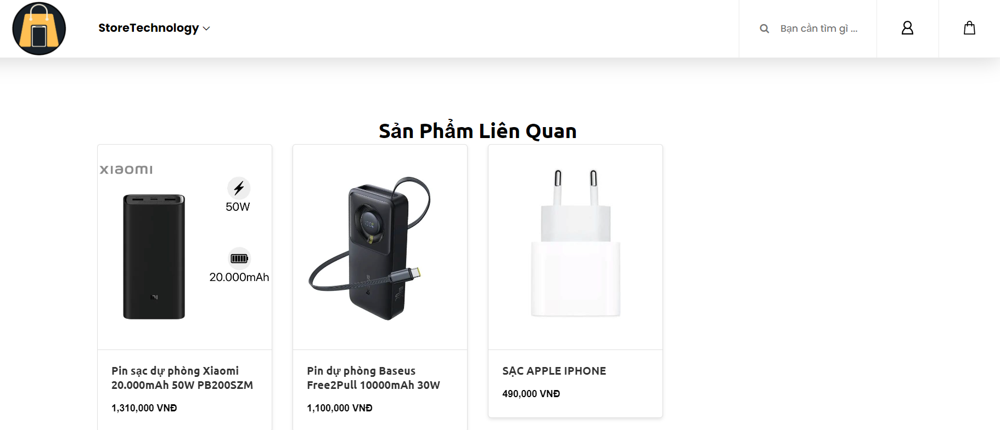 StoreTechnology
Bạn cần tìm gì ...
Sản Phẩm Liên Quan
xiaomi
50W
20.000mAh
Pin sạc dự phòng Xiaomi
20.000mAh 50W PB200SZM
1,310,000 VNĐ
Pin dự phòng Baseus
Free2Pull 10000mAh 30W
1,100,000 VNĐ
SẠC APPLE IPHONE
490,000 VNĐ